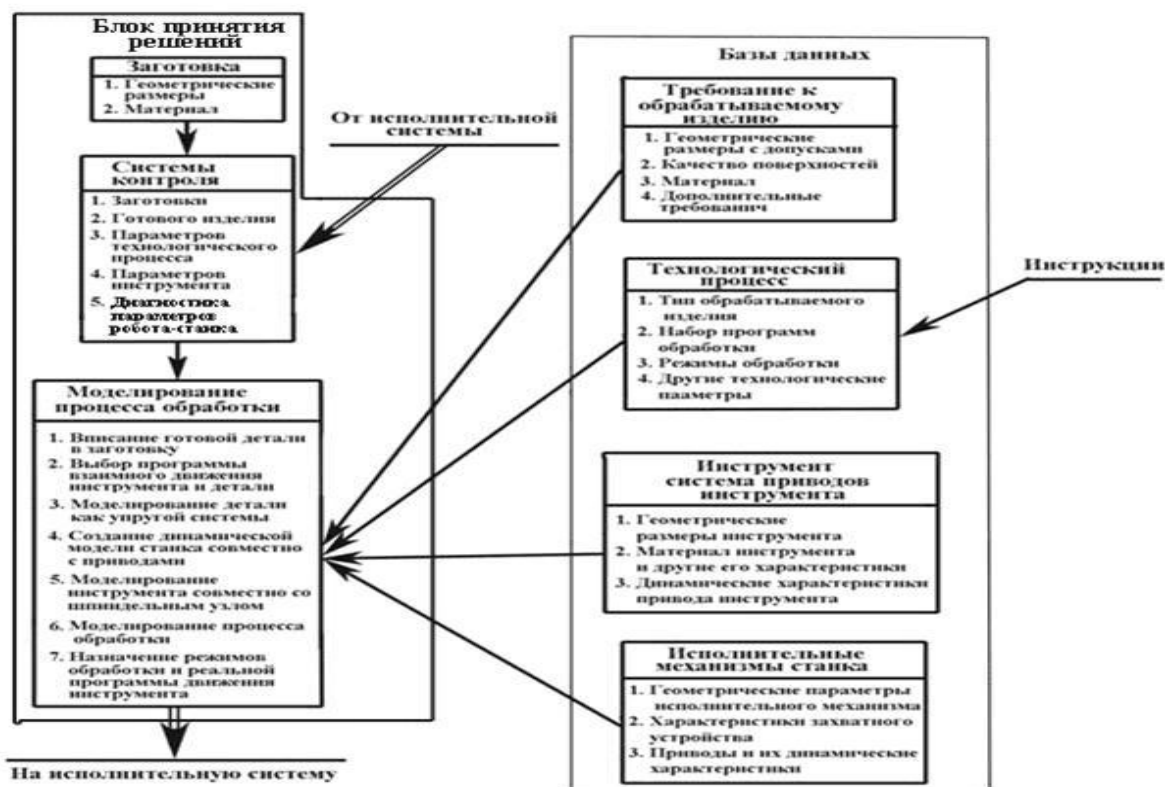 Блок принятия
решений
Заготовка
1. Геометрические
размеры
2. Материал
От исполнительной
системы
Системы
контроля
1. Заготовки
2. Готового изделия
3. Параметров
технологического
процесса
4. Параметров
инструмента
5. Диагностика
параметров
робота-станка
Моделирование
процесса обработки
1. Вписание готовой детали
в заготовку
2. Выбор программы
взаимного движения
инструмента и детали
3. Моделирование детали
как упругой системы
4. Создание динамической
модели станка совместно
с приводами
5. Моделирование
инструмента совместно со
шпиндельным узлом
6. Моделирование процесса
обработки
7. Назначение режимов
обработки и реальной
программы движения
инструмента
На исполнительную систему
Базы данных
Требование к
обрабатываемому
изделию
1. Геометрические
размеры с допусками
2. Качество поверхностей
3. Материал
4. Дополнительные
требованич
Технологический
процесс
1. Тип обрабатываемого
изделия
2. Набор программ
обработки
3. Режимы обработки
4. Другие технологические
пааметры
Инструкции
Инструмент
система приводов
инструмента
1. Геометрические
размеры инструмента
2. Материал инструмента
и другие его характеристики
3. Динамические характеристики
привода инструмента
Исполнительные
механизмы станка
1. Геометрические параметры
исполнительного механизма
2. Характеристики захватного
устройства
3. Приводы и их динамические
характеристики